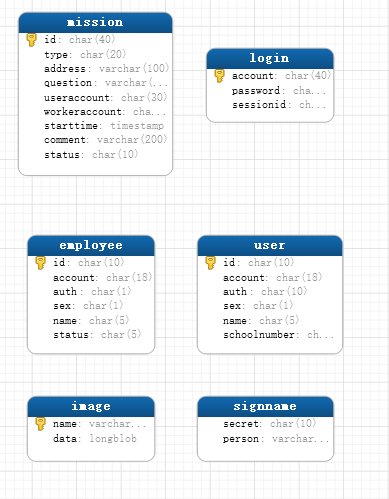 mission
id: char(40)
type: char(20)
address: varchar(100)
question: varchar(...
useraccount: char(30)
workeraccount: cha...
starttime: timestamp
comment: varchar(200)
status: char(10)
login
account: char(40)
password: cha...
sessionid: ch...
employee
id: char(10)
account: char(18)
auth: char(1)
sex: char(1)
name: char(5)
status: char(5)
user
id: char(10)
account: char(18)
auth: char(10)
sex: char(1)
name: char(5)
schoolnumber: ch...
image
name: varchar...
data: longblob
signname
secret: char(10)
person: varchar...